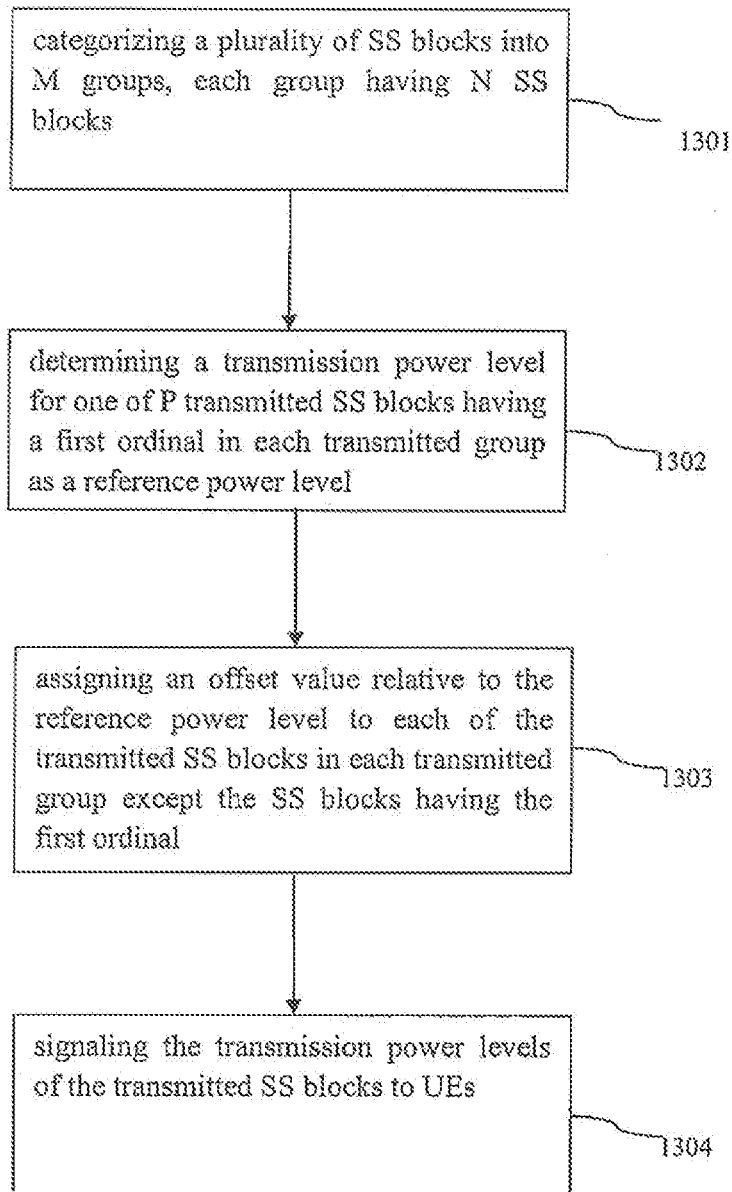 categorizing a plurality of SS blocks into
M groups, each group having N SS
blocks
1301
determining a transmission power level
for one of P transmitted SS blocks having
a first ordinal in each transmitted group
as a reference power level
1302
assigning an offset value relative to the
reference power level to each of the
transmitted SS blocks in each transmitted
group except the SS blocks having the
first ordinal
1303
signaling the transmission power levels
of the transmitted SS blocks to UEs
1304